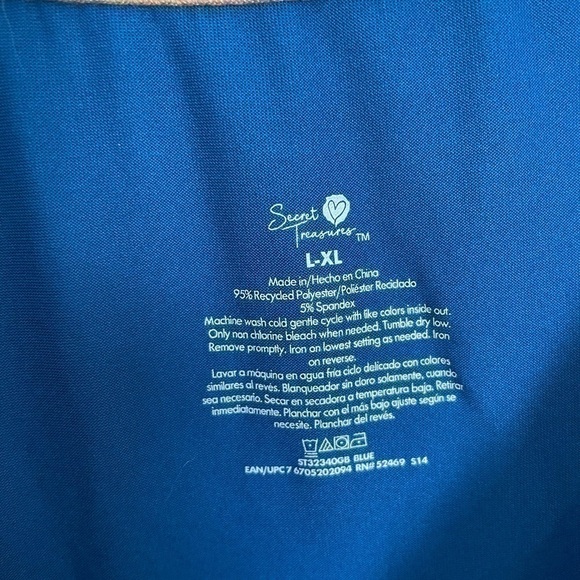 Secret
Treasures™
L-XL
Made in/Hecho en China
95% Recycled Polyester/Poliéster Reciclado
5% Spandex
Machine wash cold gentle cycle with like colors inside out.
Only non chlorine bleach when needed. Tumble dry low.
Remove promptly. Iron on lowest setting as needed. Iron
on reverse.
Lavar a máquina en agua fría ciclo delicado con colores
similares al revés. Blanqueador sin cloro solamente, cuando
sea necesario. Secar en secadora a temperatura baja. Retirar
inmediatamente. Planchar con el más bajo ajuste según se
necesite. Planchar del revés.
ST32340GB BLUE
EAN/UPC 7 6705202094 RN# 52469 S14